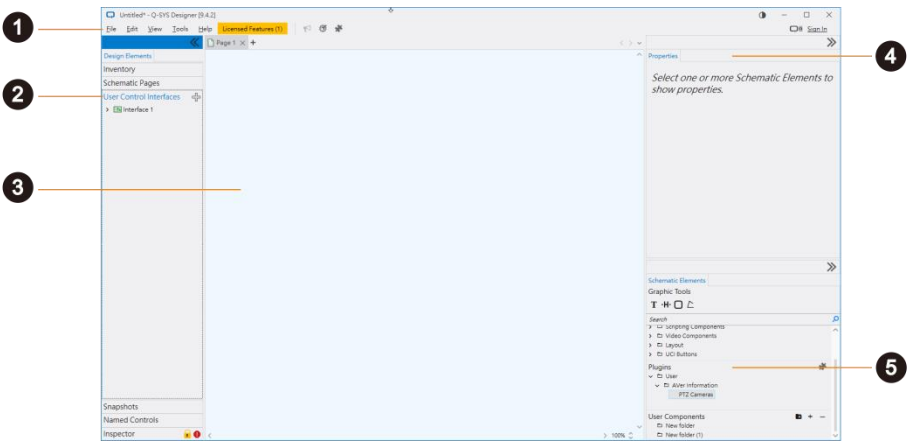 Untitled* - Q-SYS Designer [9.4.2]
1
File Edit View Tools Help Licensed Features (1)
Sign In
Page 1 × +
Design Elements
Inventory
Schematic Pages
2
User Control Interfaces
Interface 1
3
Snapshots
Named Controls
Inspector
100%
Properties
4
Select one or more Schematic Elements to
show properties.
Schematic Elements
Graphic Tools
T
Search
Scripting Components
Video Components
Layout
UCI Buttons
Plugins
5
User
AVer Information
PTZ Cameras
User Components
New folder
New folder (1)